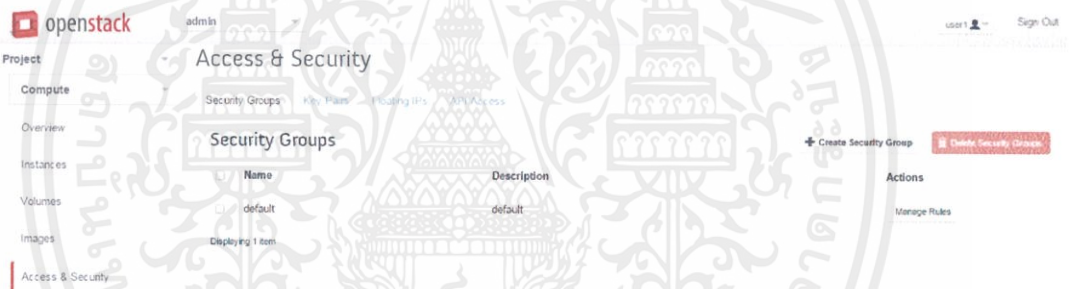 openstack admin user1 Sign Out
Project
Access & Security
Compute
Security Groups Key Pairs Floating IPs API Access
Overview
Security Groups
+ Create Security Group Delete Security Groups
Instances
Name Description Actions
Volumes
default default Manage Rules
Images
Displaying 1 item
Access & Security